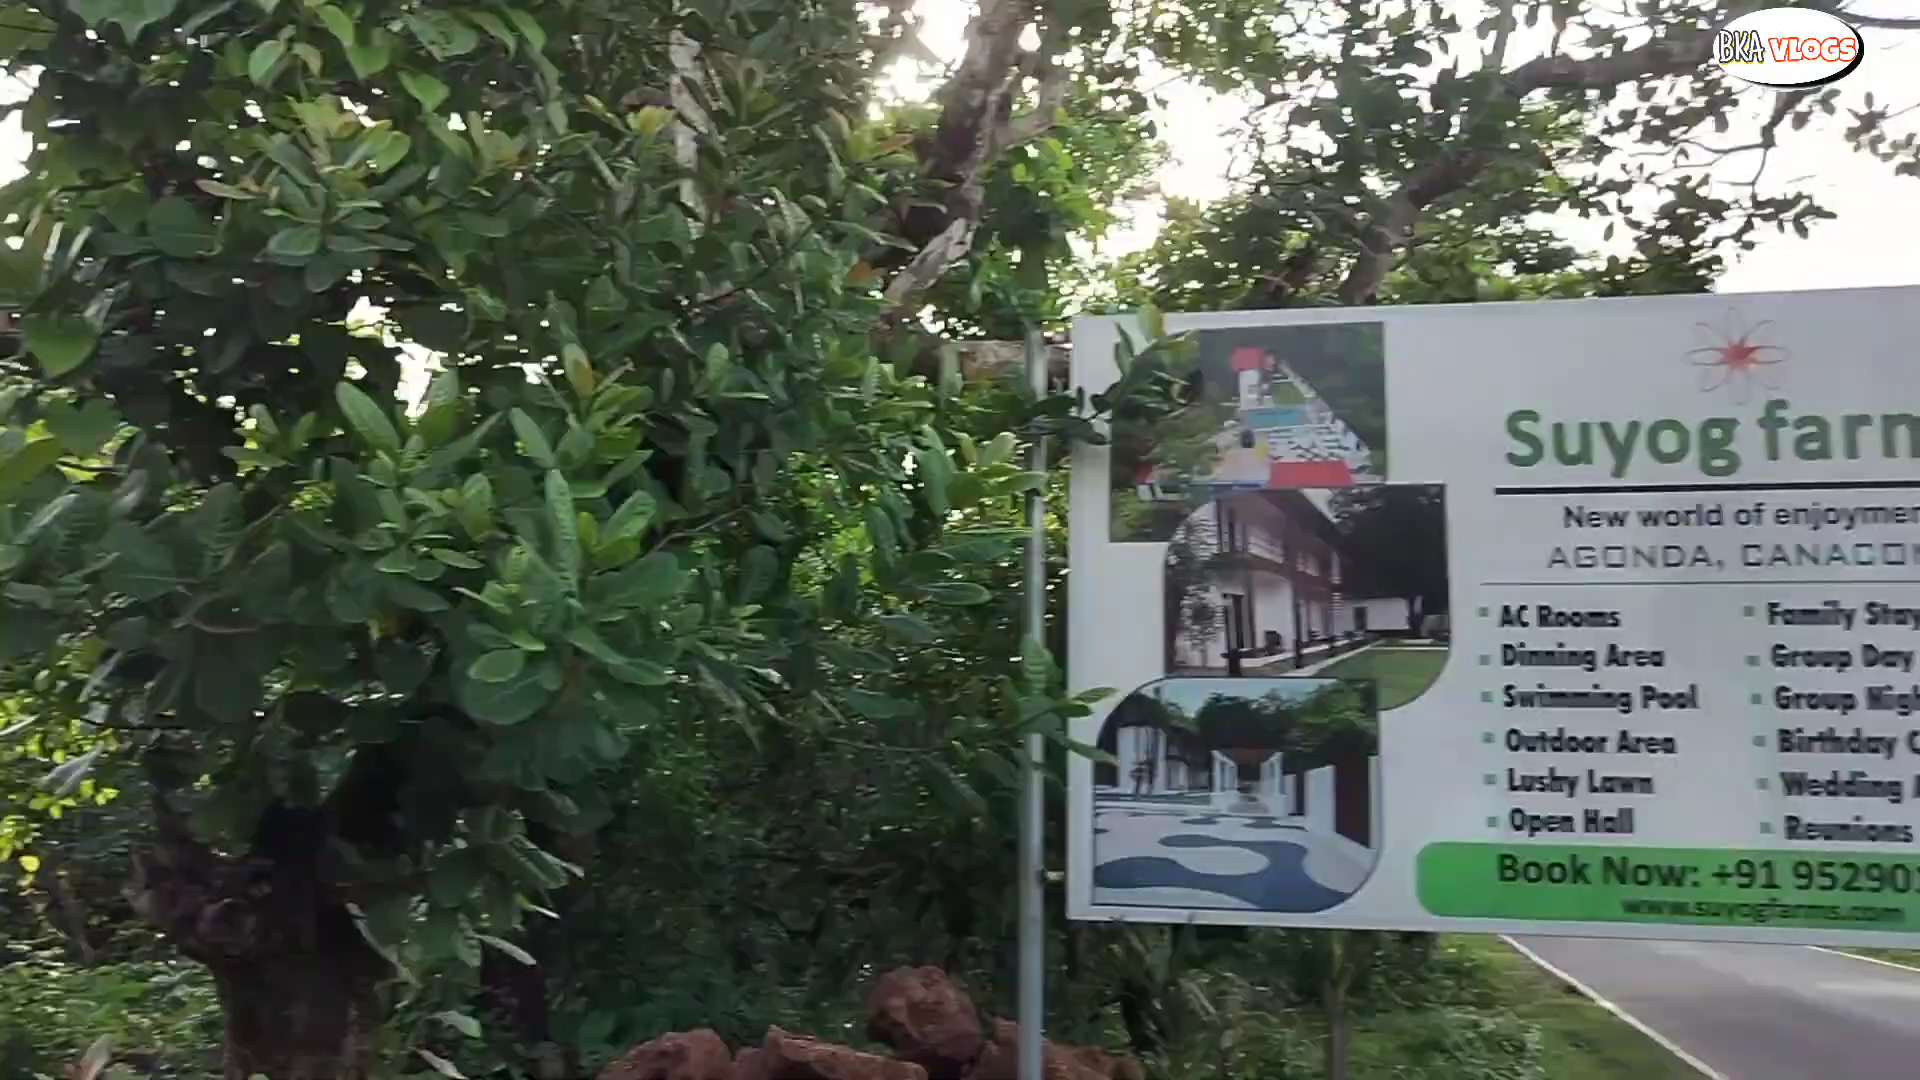 BKA VLOGS
Suyog farm
New world of enjoymen
AGONDA, CANACON
AC Rooms
Dinning Area
Swimming Pool
Outdoor Area
Lushy Lawn
Open Hall
Family Stay
Group Day
Group Nigh
Birthday C
Wedding A
Reunions
Book Now: +91 95290
www.suyogfarms.com